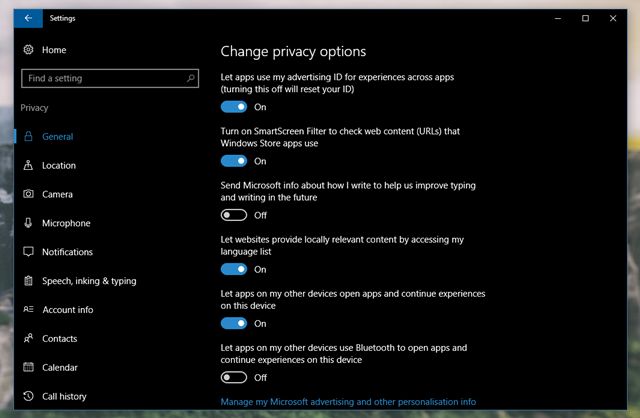 Settings
Home
Find a setting
Privacy
General
Location
Camera
Microphone
Notifications
Speech, inking & typing
Account info
Contacts
Calendar
Call history
Change privacy options
Let apps use my advertising ID for experiences across apps
(turning this off will reset your ID)
On
Turn on SmartScreen Filter to check web content (URLs) that
Windows Store apps use
On
Send Microsoft info about how I write to help us improve typing
and writing in the future
Off
Let websites provide locally relevant content by accessing my
language list
On
Let apps on my other devices open apps and continue experiences
on this device
On
Let apps on my other devices use Bluetooth to open apps and
continue experiences on this device
Off
Manage my Microsoft advertising and other personalisation info